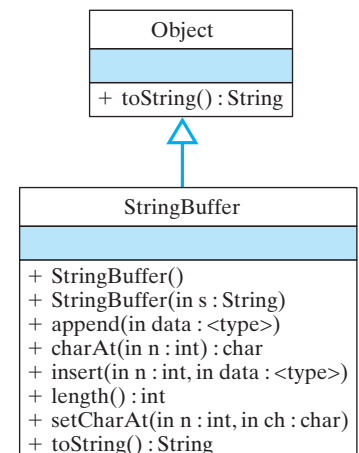 Object
+ toString() : String
StringBuffer
+ StringBuffer()
+ StringBuffer(in s : String)
+ append(in data : <type>)
+ charAt(in n : int) : char
+ insert(in n : int, in data : <type>)
+ length() : int
+ setCharAt(in n : int, in ch : char)
+ toString() : String